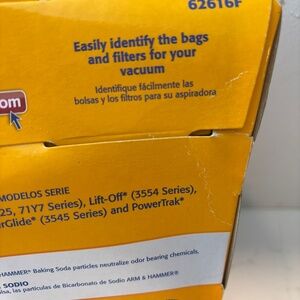 62616F
Easily identify the bags
and filters for your
vacuum
Identifique fácilmente las
bolsas y los filtros para su aspiradora
om
MODELOS SERIE
25, 71Y7 Series), Lift-Off® (3554 Series),
rGlide® (3545 Series) and PowerTrak®
HAMMER® Baking Soda particles neutralize odor bearing chemicals.
SODIO
lsa, las partículas de Bicarbonato de Sodio ARM & HAMMER®